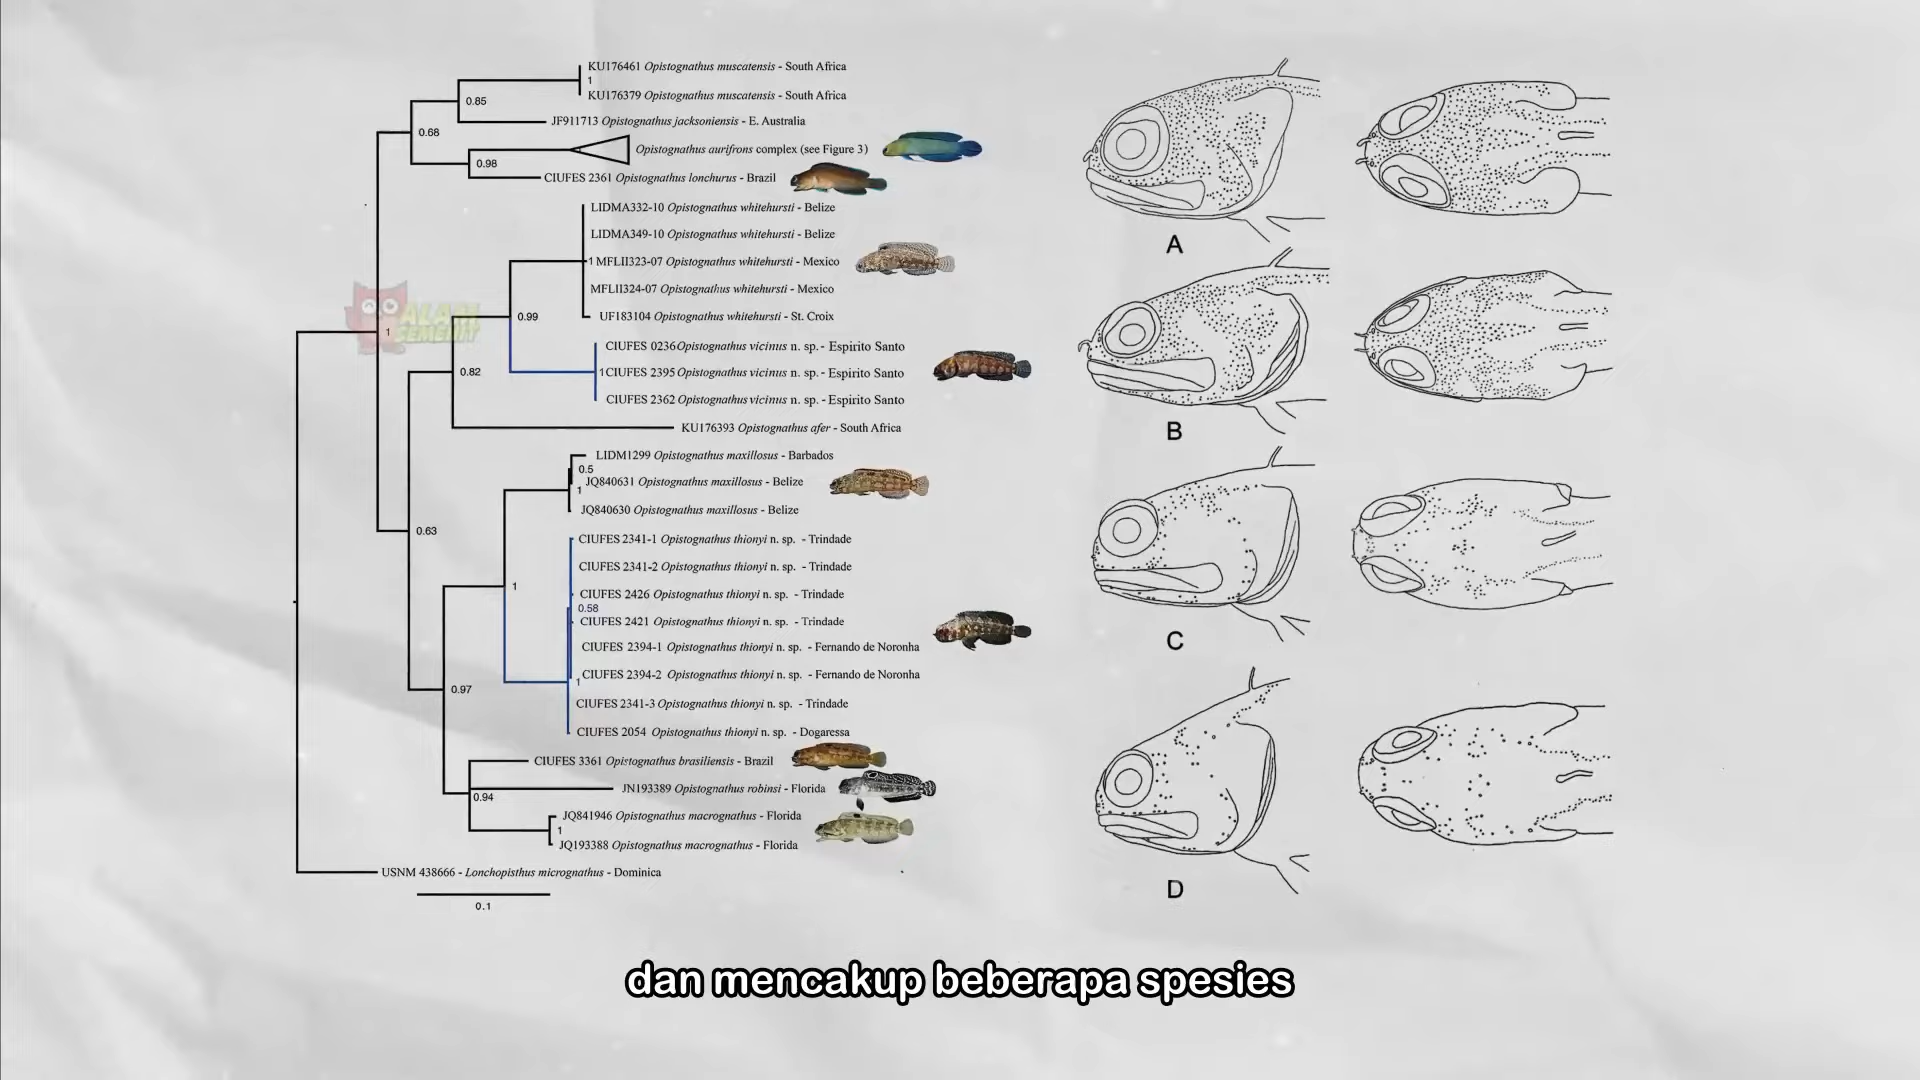 KU176461 Opistognathus muscatensis - South Africa
1
KU176379 Opistognathus muscatensis - South Africa
0.85
JF911713 Opistognathus jacksoniensis - E. Australia
0.68
Opistognathus aurifrons complex (see Figure 3)
0.98
CIUFES 2361 Opistognathus lonchurus - Brazil
LIDMA332-10 Opistognathus whitehursti - Belize
LIDMA349-10 Opistognathus whitehursti - Belize
1 MFLII323-07 Opistognathus whitehursti - Mexico
MFLII324-07 Opistognathus whitehursti - Mexico
0.99
UF183104 Opistognathus whitehursti - St. Croix
ALAM
SEMENIT
1
CIUFES 0236 Opistognathus vicinus n. sp. - Espirito Santo
0.82
1 CIUFES 2395 Opistognathus vicinus n. sp. - Espirito Santo
CIUFES 2362 Opistognathus vicinus n. sp. - Espirito Santo
KU176393 Opistognathus afer - South Africa
LIDM1299 Opistognathus maxillosus - Barbados
0.5
JQ840631 Opistognathus maxillosus - Belize
1
JQ840630 Opistognathus maxillosus - Belize
0.63
CIUFES 2341-1 Opistognathus thionyi n. sp. - Trindade
CIUFES 2341-2 Opistognathus thionyi n. sp. - Trindade
1
CIUFES 2426 Opistognathus thionyi n. sp. - Trindade
0.58
CIUFES 2421 Opistognathus thionyi n. sp. - Trindade
CIUFES 2394-1 Opistognathus thionyi n. sp. - Fernando de Noronha
CIUFES 2394-2 Opistognathus thionyi n. sp. - Fernando de Noronha
1
0.97
CIUFES 2341-3 Opistognathus thionyi n. sp. - Trindade
CIUFES 2054 Opistognathus thionyi n. sp. - Dogaressa
CIUFES 3361 Opistognathus brasiliensis - Brazil
JN193389 Opistognathus robinsi - Florida
0.94
JQ841946 Opistognathus macrognathus - Florida
1
JQ193388 Opistognathus macrognathus - Florida
USNM 438666 - Lonchopisthus micrognathus - Dominica
0.1
A
B
C
D
dan mencakup beberapa spesies